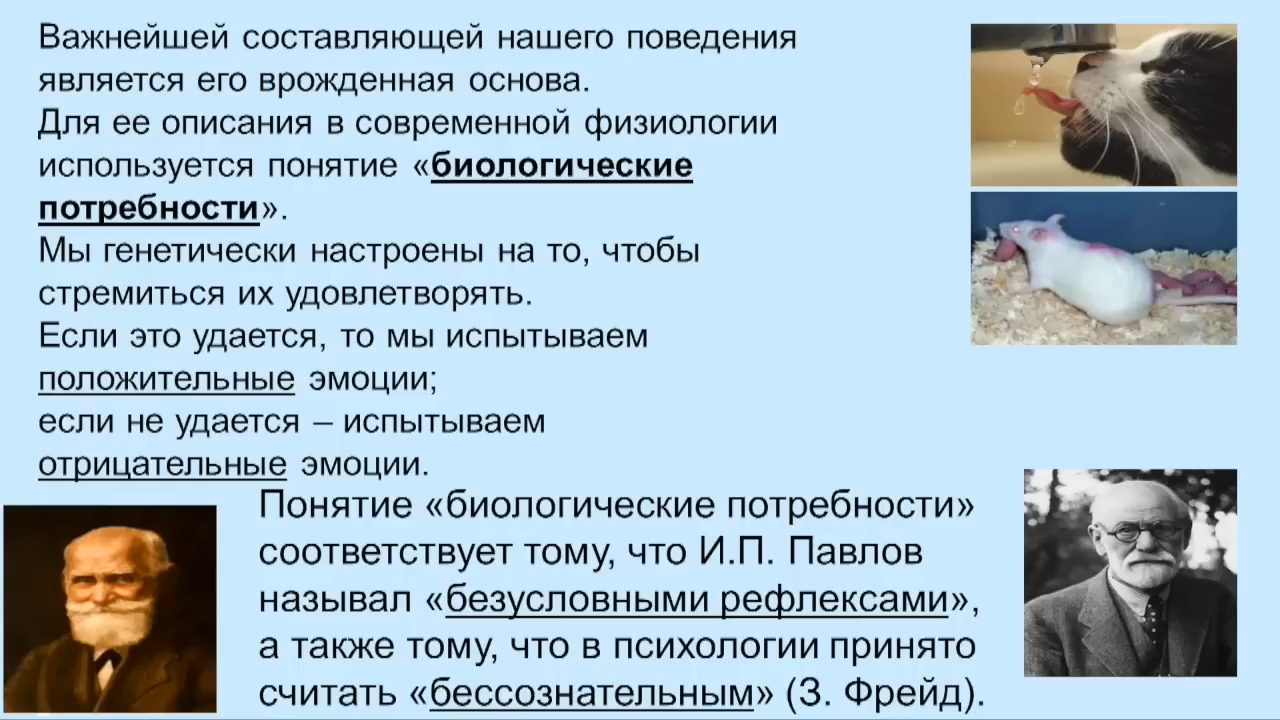 Важнейшей составляющей нашего поведения
является его врожденная основа.
Для ее описания в современной физиологии
используется понятие «биологические
потребности».
Мы генетически настроены на то, чтобы
стремиться их удовлетворять.
Если это удается, то мы испытываем
положительные эмоции;
если не удается – испытываем
отрицательные эмоции.
Понятие «биологические потребности»
соответствует тому, что И.П. Павлов
называл «безусловными рефлексами»,
а также тому, что в психологии принято
считать «бессознательным» (З. Фрейд).